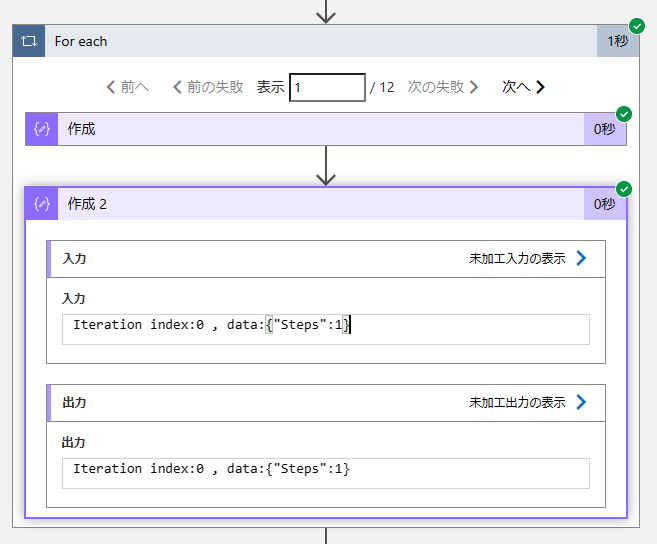 For each 1秒
前へ 前の失敗 表示 1 / 12 次の失敗 次へ
作成 0秒
作成 2 0秒
入力 未加工入力の表示
入力
Iteration index:0 , data:{"Steps":1}
出力 未加工出力の表示
出力
Iteration index:0 , data:{"Steps":1}